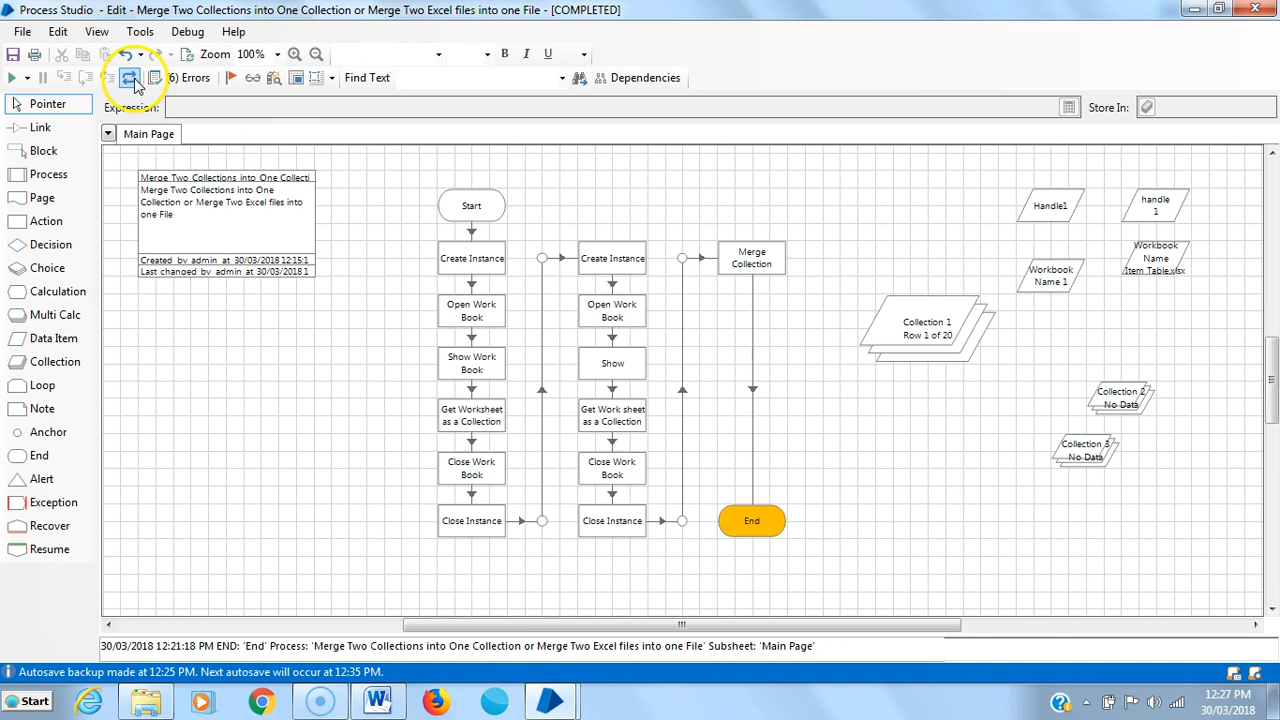 Process Studio - Edit - Merge Two Collections into One Collection or Merge Two Excel files into one File - [COMPLETED]
File Edit View Tools Debug Help
Zoom 100% B I U
6) Errors Find Text Dependencies
Expression: Store In:
Pointer
Link
Block
Process
Page
Action
Decision
Choice
Calculation
Multi Calc
Data Item
Collection
Loop
Note
Anchor
End
Alert
Exception
Recover
Resume
Main Page
Merge Two Collections into One Collecti
Merge Two Collections into One
Collection or Merge Two Excel files into
one File
Created by admin at 30/03/2018 12:15:1
Last changed by admin at 30/03/2018 1
Start
Create Instance
Open Work
Book
Show Work
Book
Get Worksheet
as a Collection
Close Work
Book
Close Instance
Create Instance
Open Work
Book
Show
Get Work sheet
as a Collection
Close Work
Book
Close Instance
Merge
Collection
End
Handle1
handle
1
Workbook
Name 1
Workbook
Name
Item Table.xlsx
Collection 1
Row 1 of 20
Collection 2
No Data
Collection 3
No Data
30/03/2018 12:21:18 PM END: 'End' Process: 'Merge Two Collections into One Collection or Merge Two Excel files into one File' Subsheet: 'Main Page'
Autosave backup made at 12:25 PM. Next autosave will occur at 12:35 PM.
Start
12:27 PM
30/03/2018